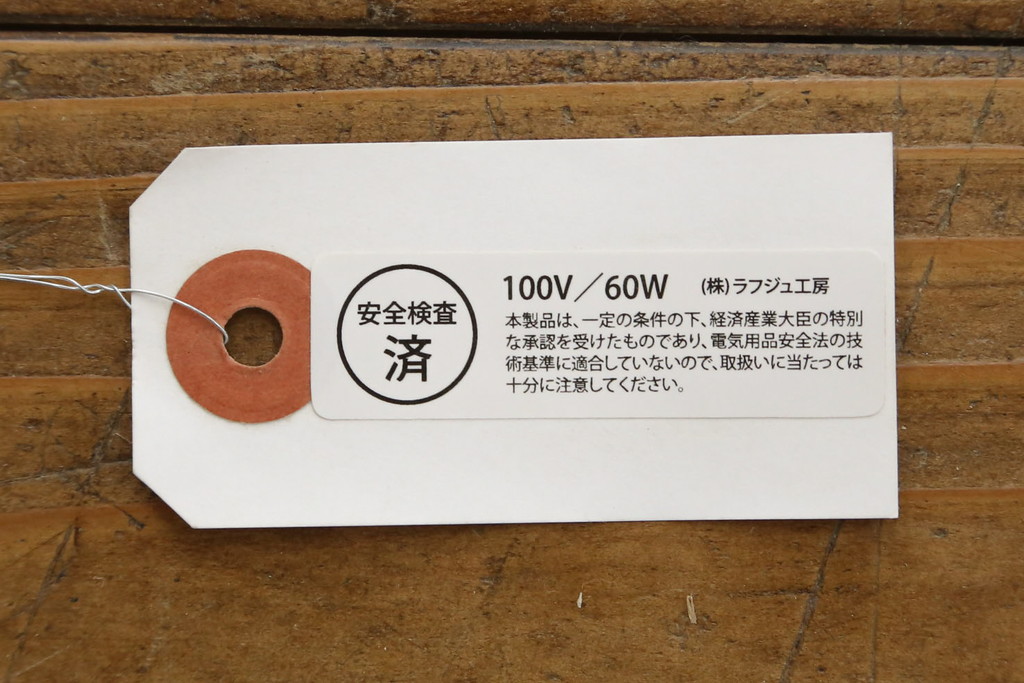 安全検査
済
100V／60W (株)ラフジュ工房
本製品は、一定の条件の下、経済産業大臣の特別
な承認を受けたものであり、電気用品安全法の技
術基準に適合していないので、取扱いに当たっては
十分に注意してください。